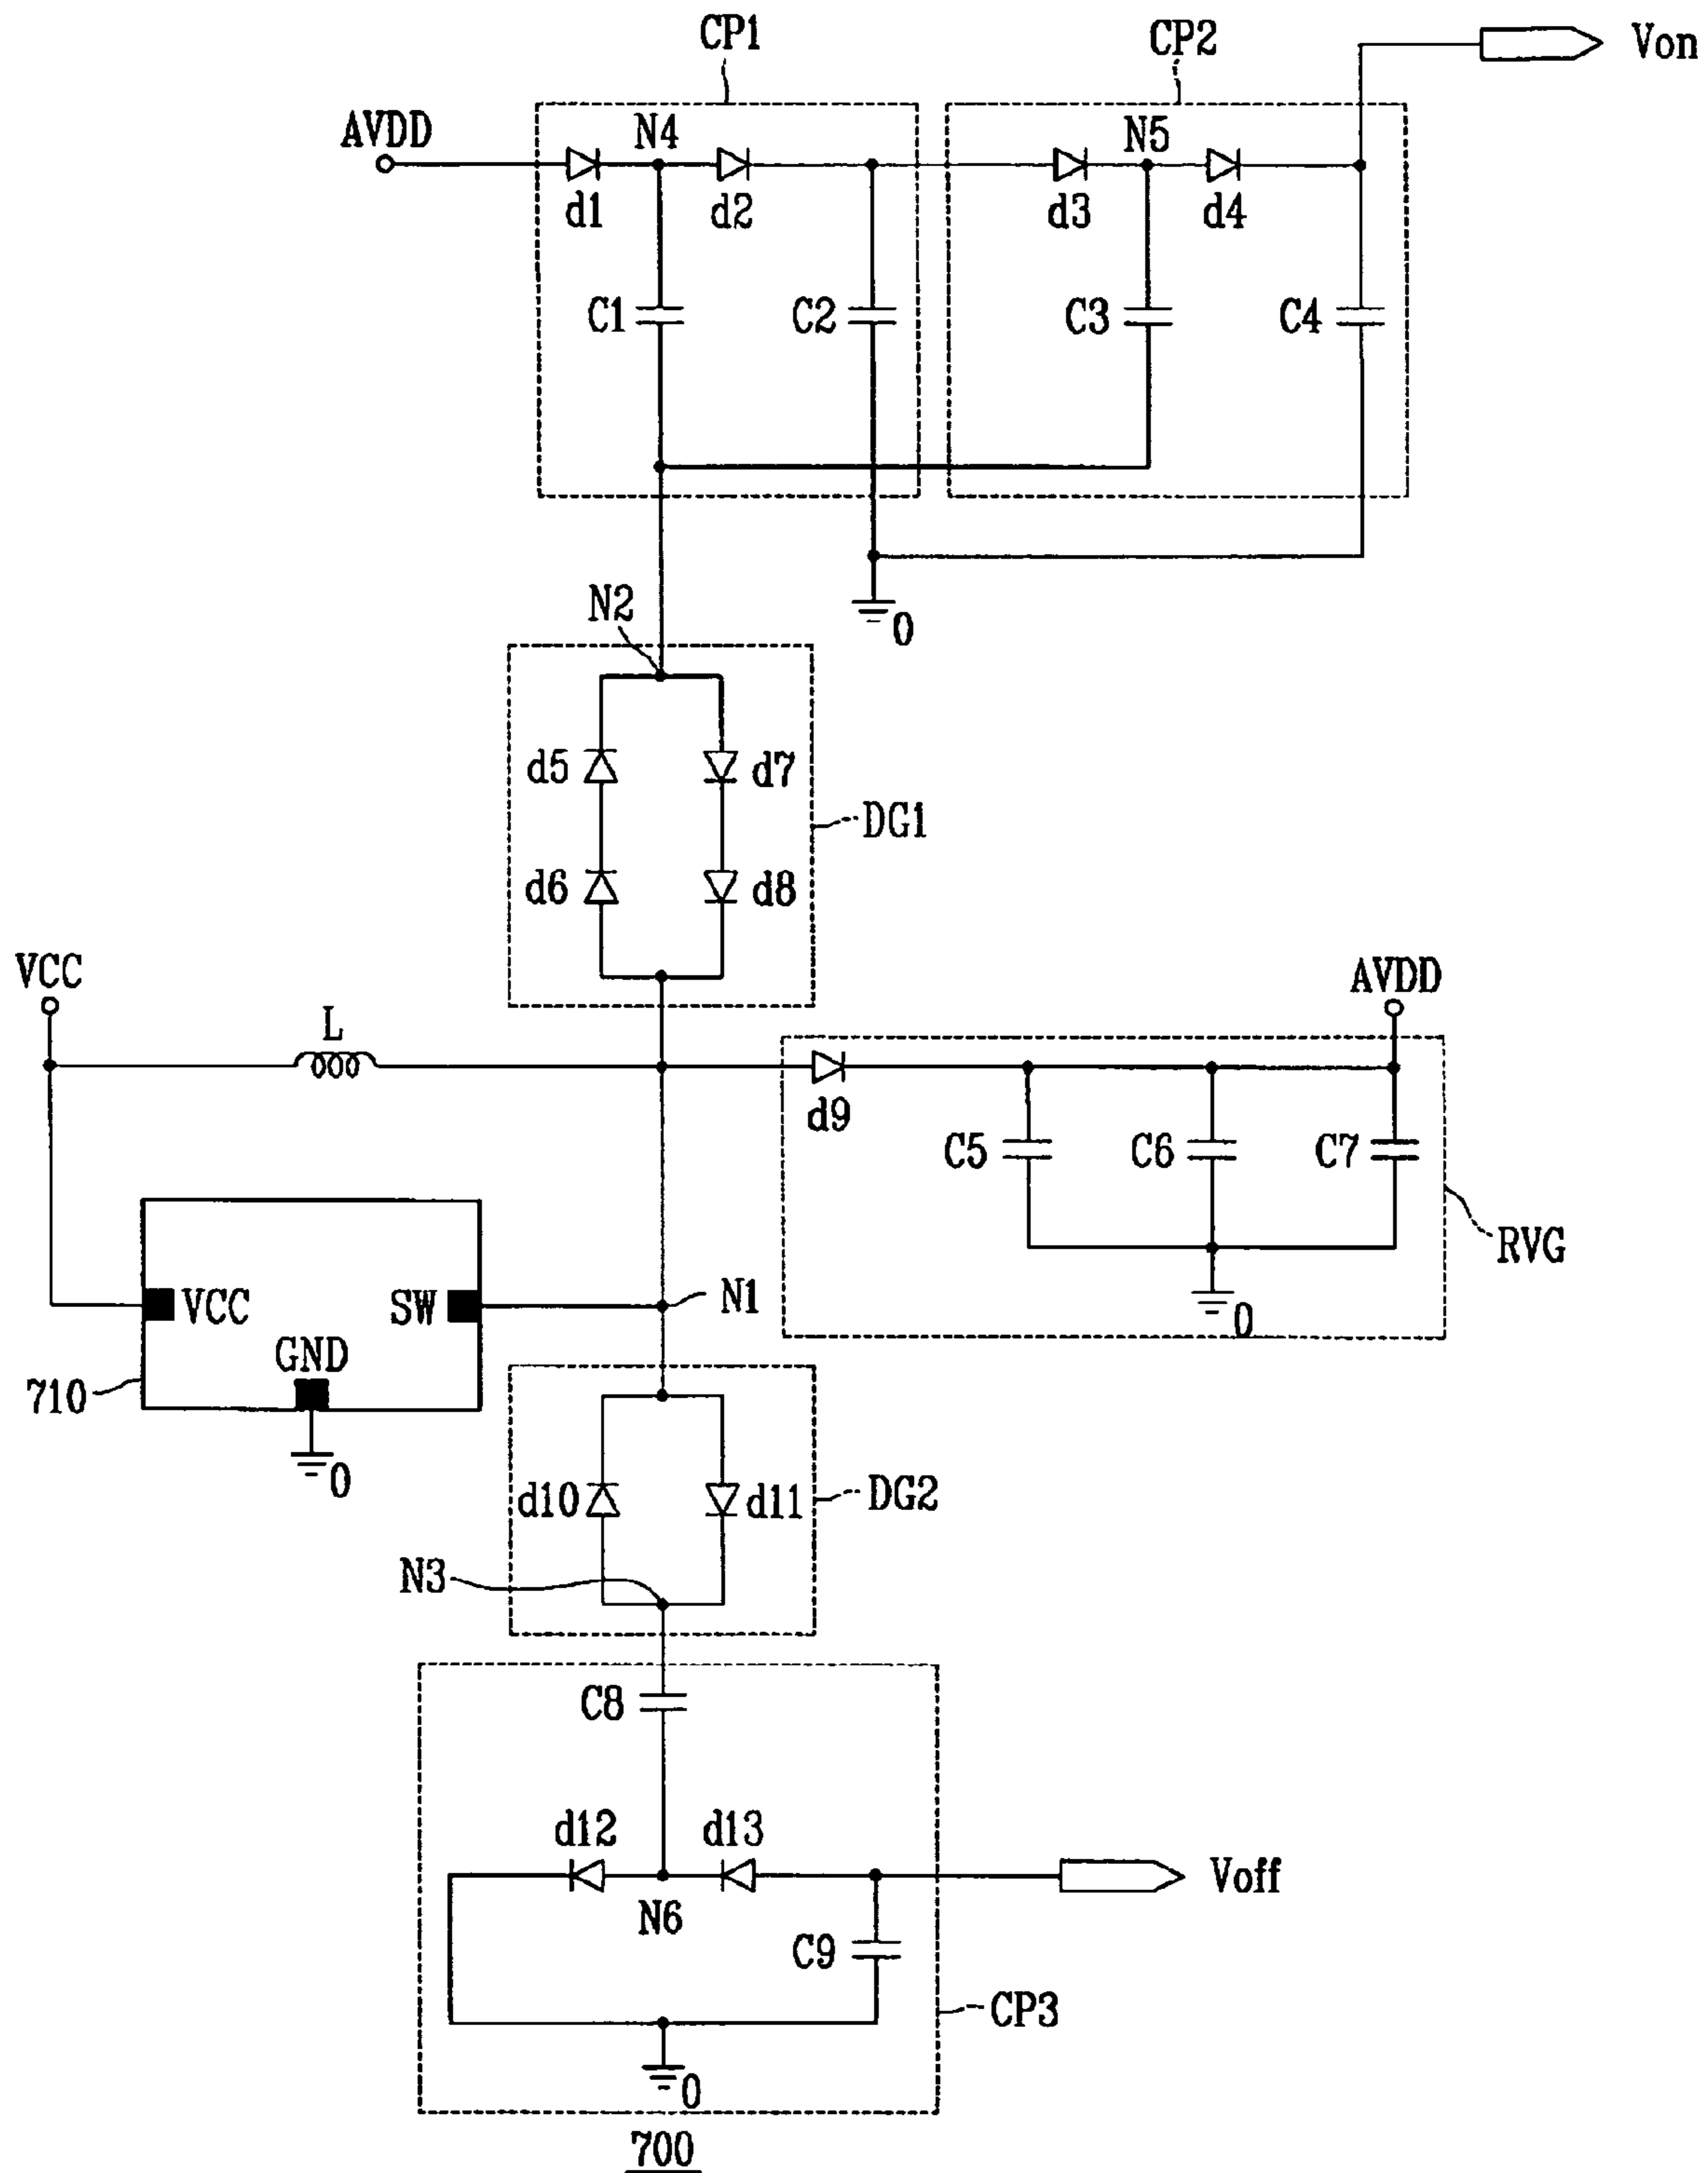 CP1 CP2 Von
AVDD N4 N5
d1 d2 d3 d4
C1 C2 C3 C4
N2 0
d5 d7
DG1
d6 d8
VCC AVDD
L
d9
C5 C6 C7
RVG
VCC SW N1
0
GND
710
0
d10 d11 DG2
N3
C8
d12 d13
Voff
N6
C9
CP3
0
700